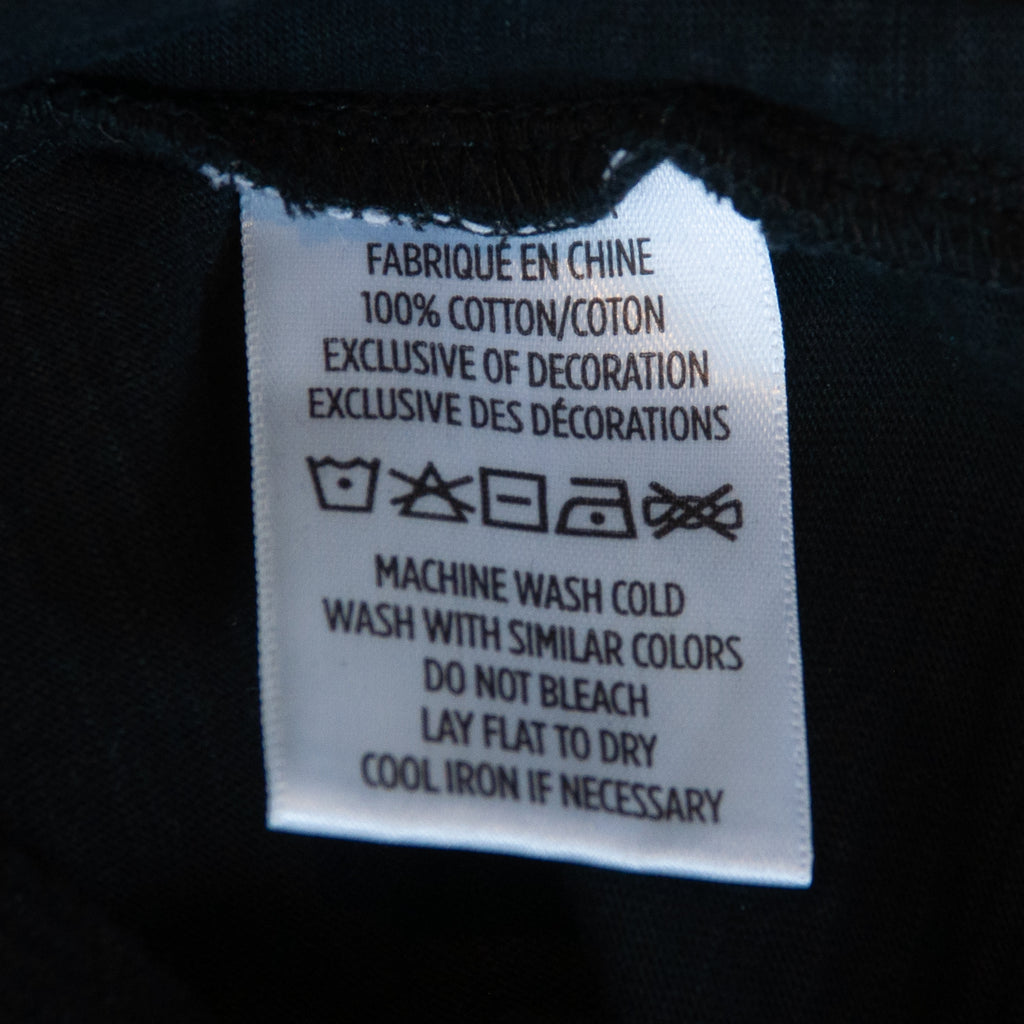 FABRIQUÉ EN CHINE
100% COTTON/COTON
EXCLUSIVE OF DECORATION
EXCLUSIVE DES DÉCORATIONS
MACHINE WASH COLD
WASH WITH SIMILAR COLORS
DO NOT BLEACH
LAY FLAT TO DRY
COOL IRON IF NECESSARY